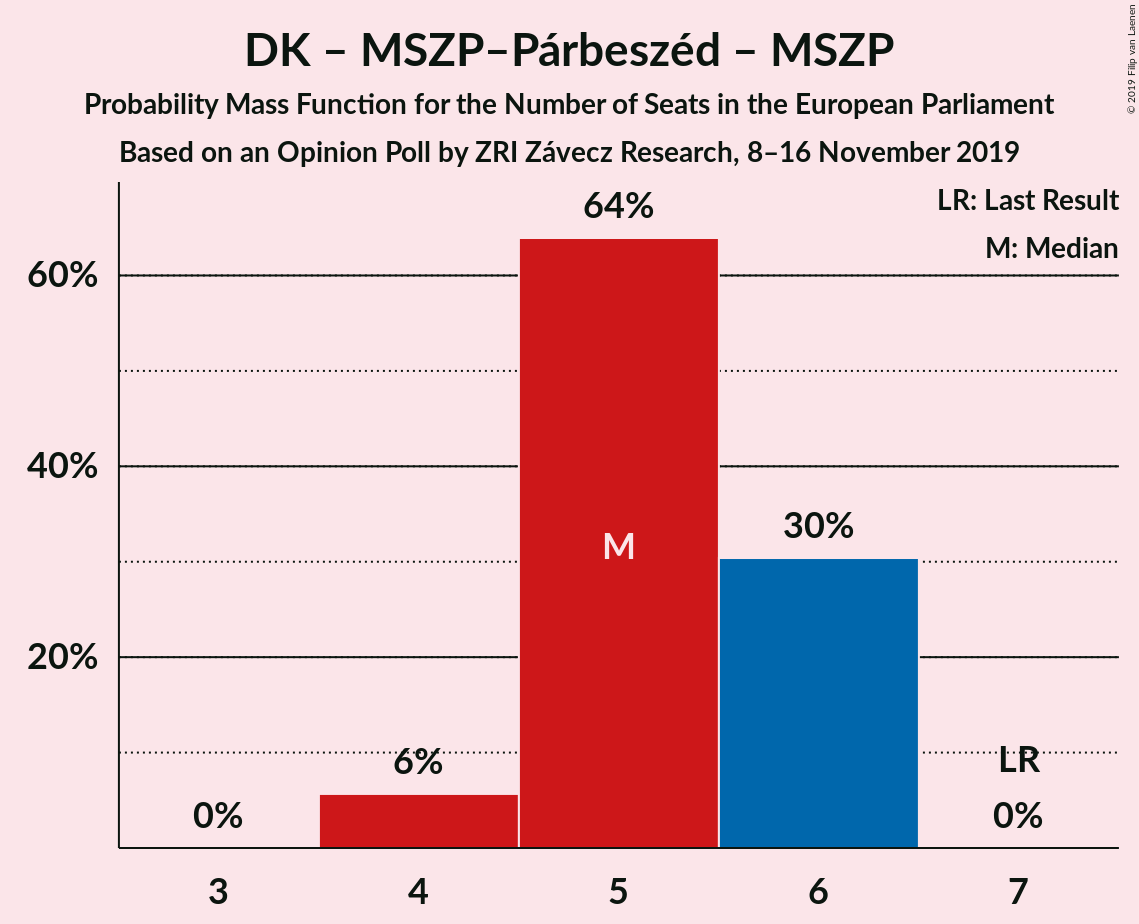 DK – MSZP–Párbeszéd – MSZP
Probability Mass Function for the Number of Seats in the European Parliament
Based on an Opinion Poll by ZRI Závecz Research, 8–16 November 2019
© 2019 Filip van Laenen
LR: Last Result
M: Median
64%
60%
40%
30%
M
20%
6%
LR
0%
0%
3
4
5
6
7